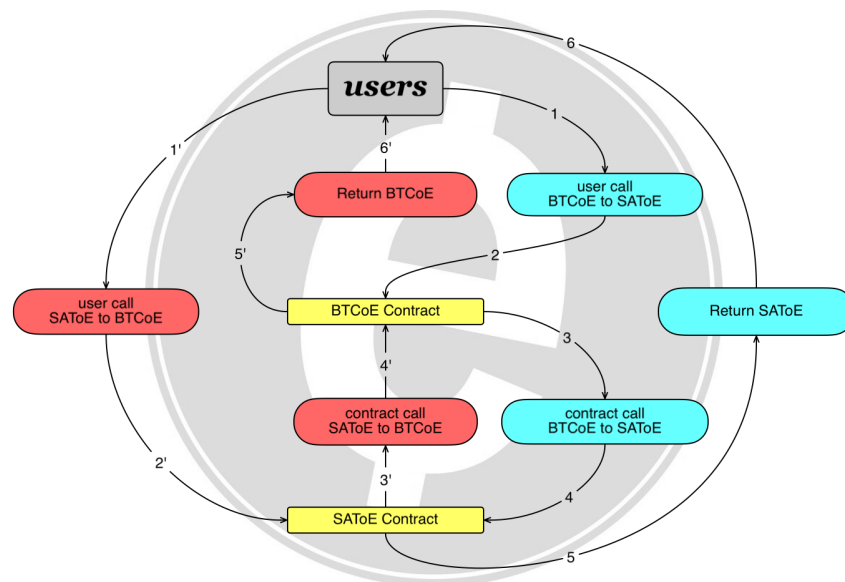 6
users
1
1'
6'
Return BTCoE
user call
BTCoE to SAToE
5'
2
user call
SAToE to BTCoE
BTCoE Contract
Return SAToE
3
4'
contract call
SAToE to BTCoE
contract call
BTCoE to SAToE
2'
3'
4
SAToE Contract
5